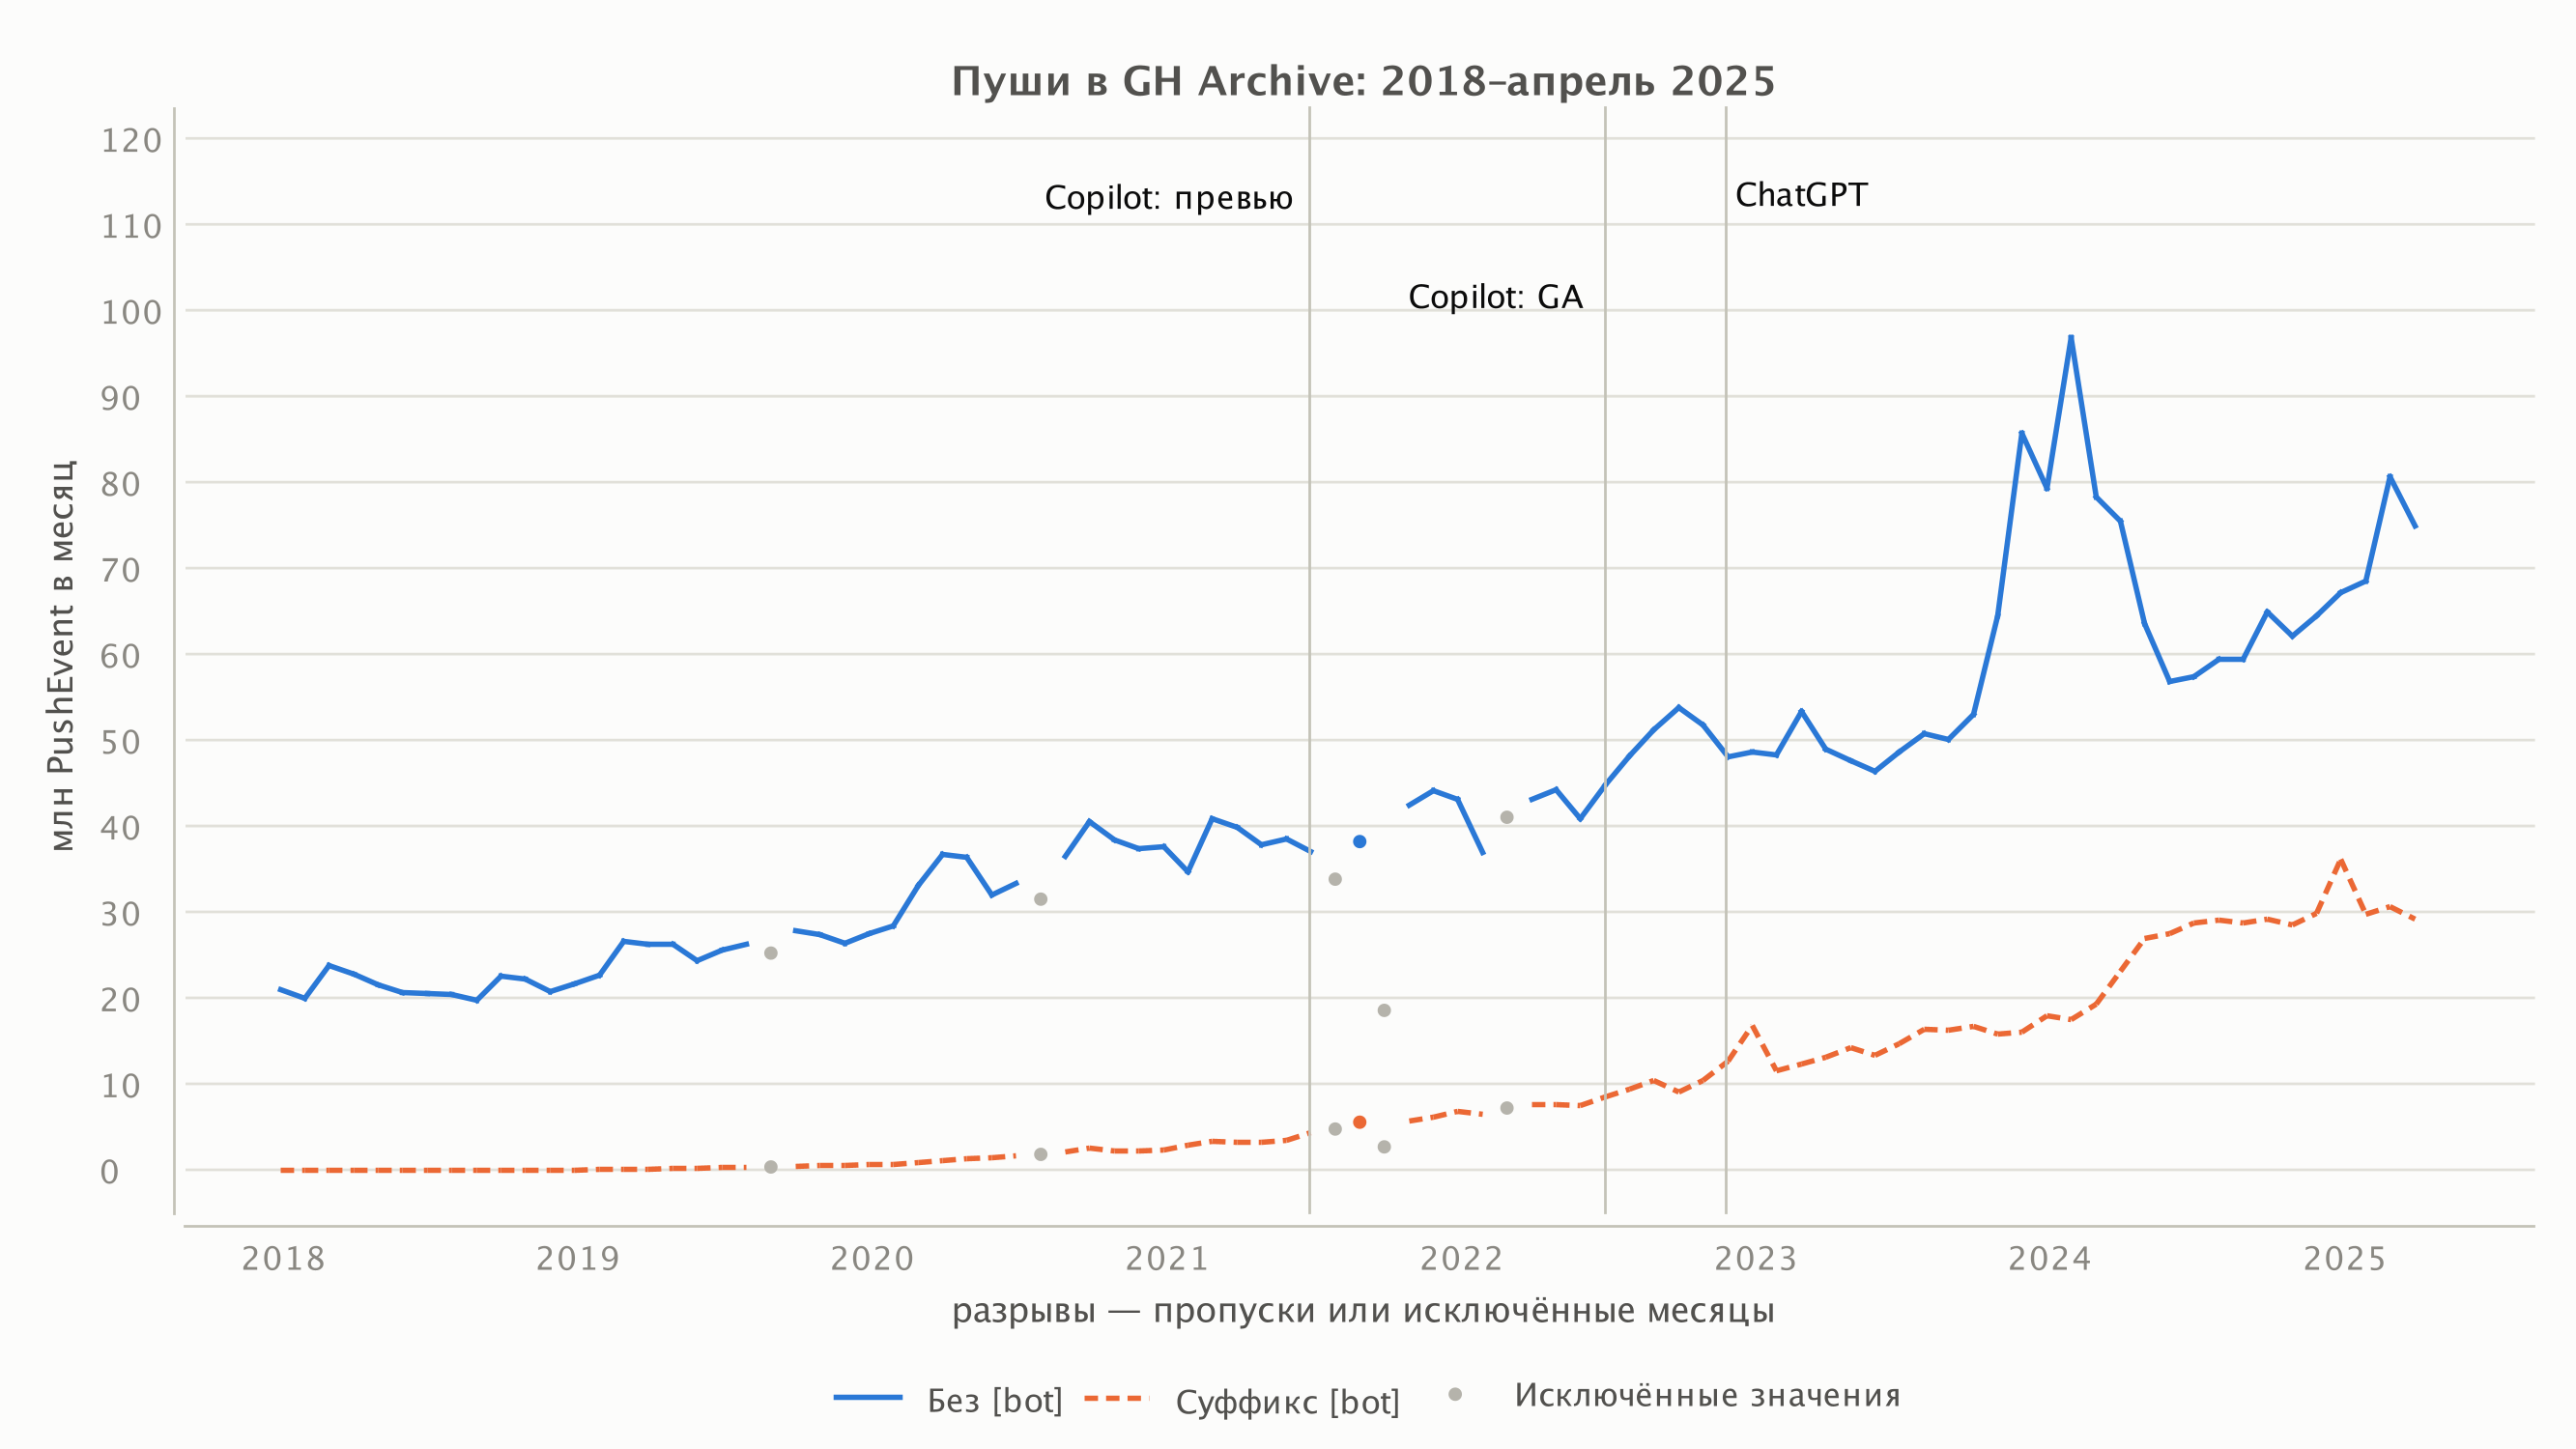 Пуши в GH Archive: 2018–апрель 2025
120
110
100
90
80
70
60
50
40
30
20
10
0
млн PushEvent в месяц
Copilot: превью
ChatGPT
Copilot: GA
2018 2019 2020 2021 2022 2023 2024 2025
разрывы — пропуски или исключённые месяцы
Без [bot] Суффикс [bot] Исключённые значения